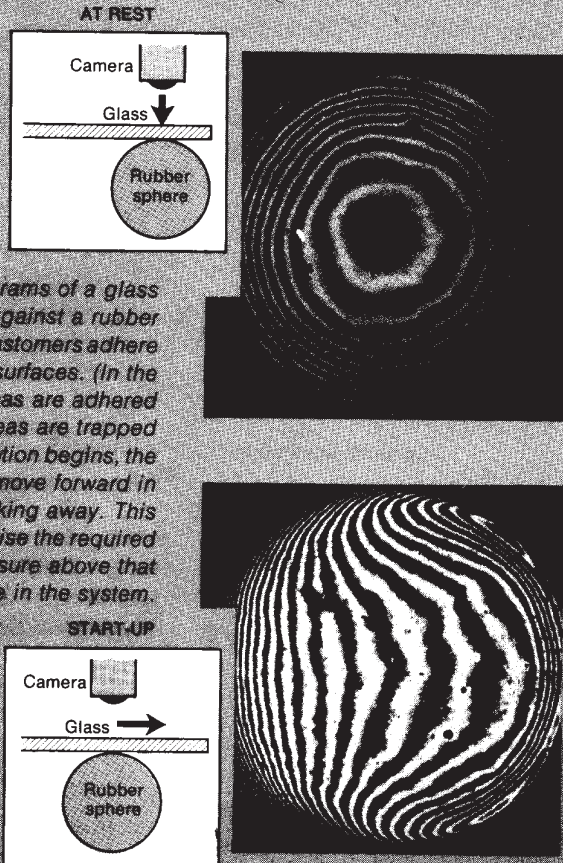 AT REST
Camera
Glass
Rubber
sphere
rams of a glass
against a rubber
astomers adhere
surfaces. (In the
as are adhered
eas are trapped
tion begins, the
move forward in
king away. This
ise the required
sure above that
e in the system.
START-UP
Camera
Glass
Rubber
sphere